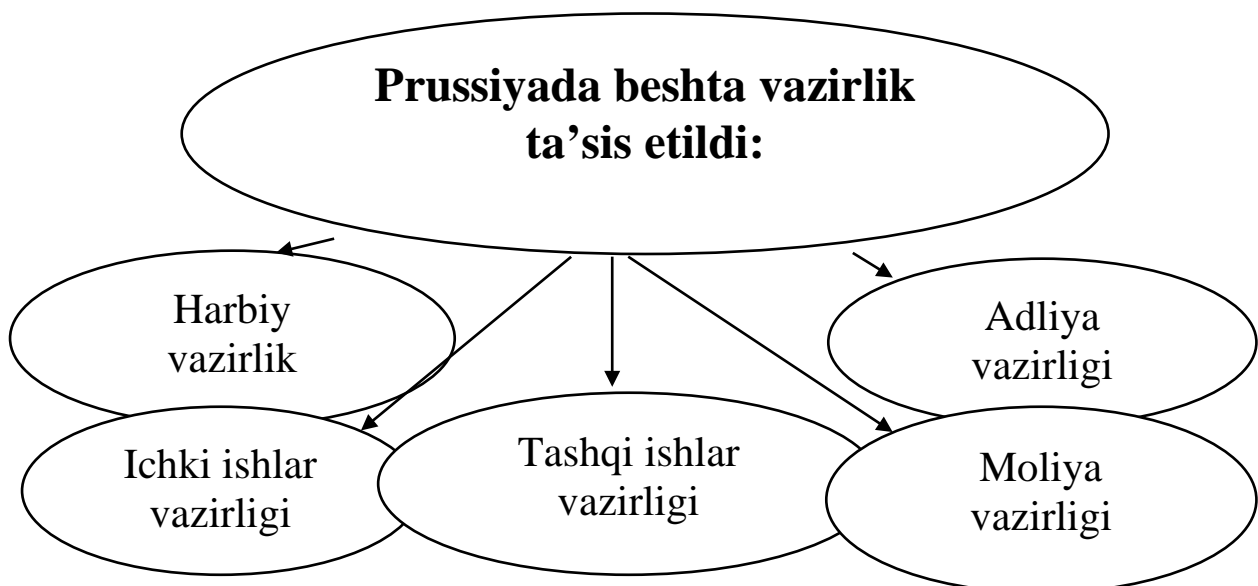 Prussiyada beshta vazirlik
ta’sis etildi:
Harbiy
vazirlik
Adliya
vazirligi
Ichki ishlar
vazirligi
Tashqi ishlar
vazirligi
Moliya
vazirligi